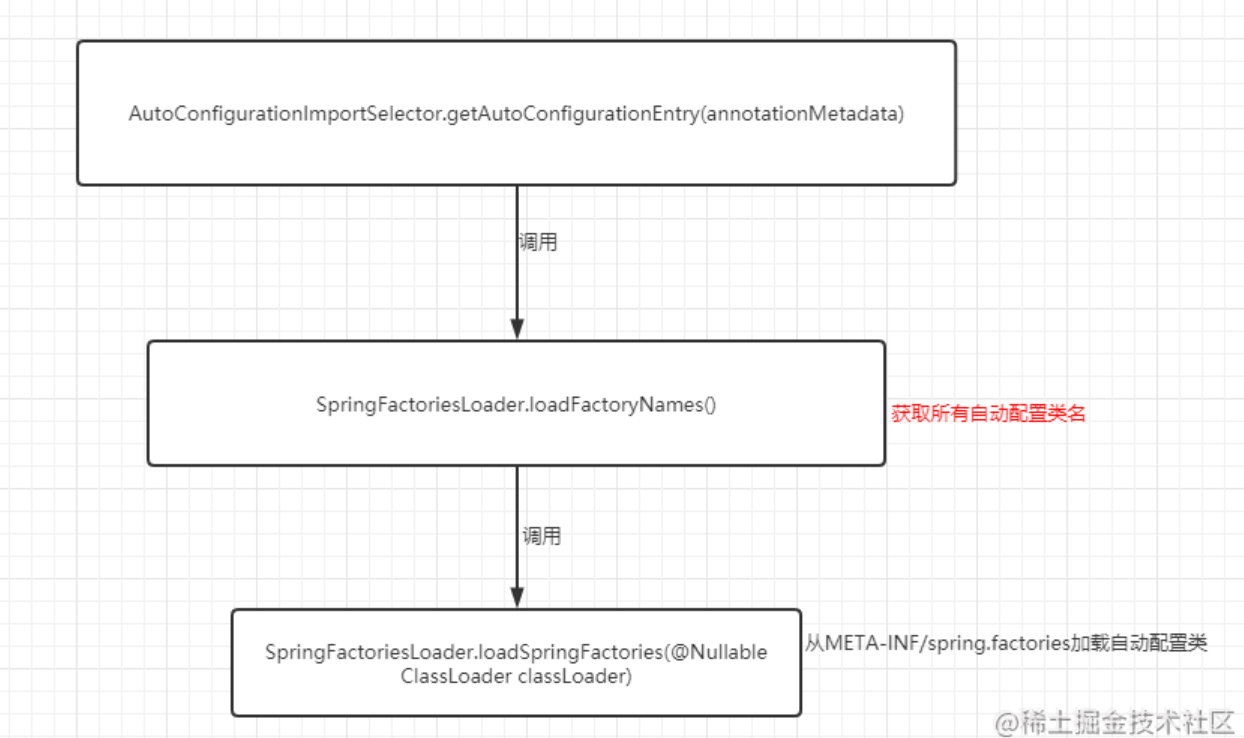 AutoConfigurationImportSelector.getAutoConfigurationEntry(annotationMetadata)
调用
SpringFactoriesLoader.loadFactoryNames()
获取所有自动配置类名
调用
SpringFactoriesLoader.loadSpringFactories(@Nullable
ClassLoader classLoader)
从META-INF/spring.factories加载自动配置类
@稀土掘金技术社区